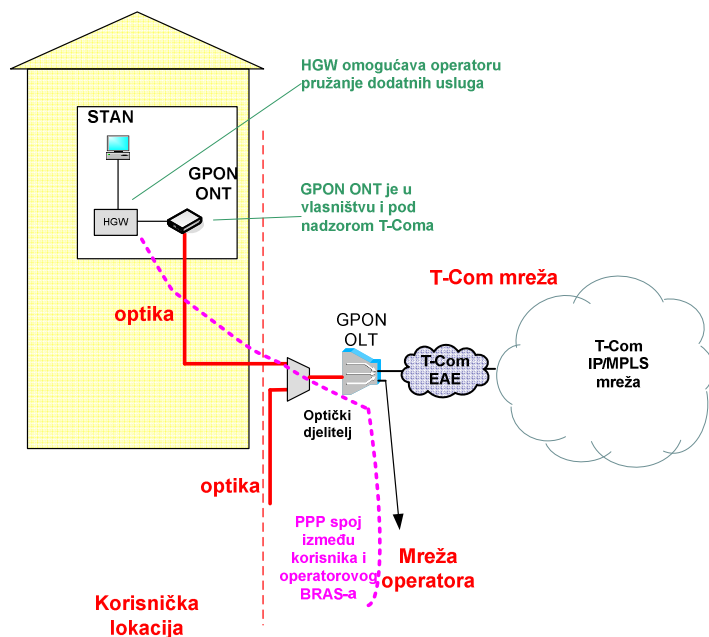 HGW omogućava operatoru
pružanje dodatnih usluga
STAN
GPON
ONT
HGW
GPON ONT je u
vlasništvu i pod
nadzorom T-Coma
T-Com mreža
optika
GPON
OLT
T-Com
EAE
T-Com
IP/MPLS
mreža
Optički
djelitelj
optika
PPP spoj
između
korisnika i
operatorovog
BRAS-a
Mreža
operatora
Korisnička
lokacija